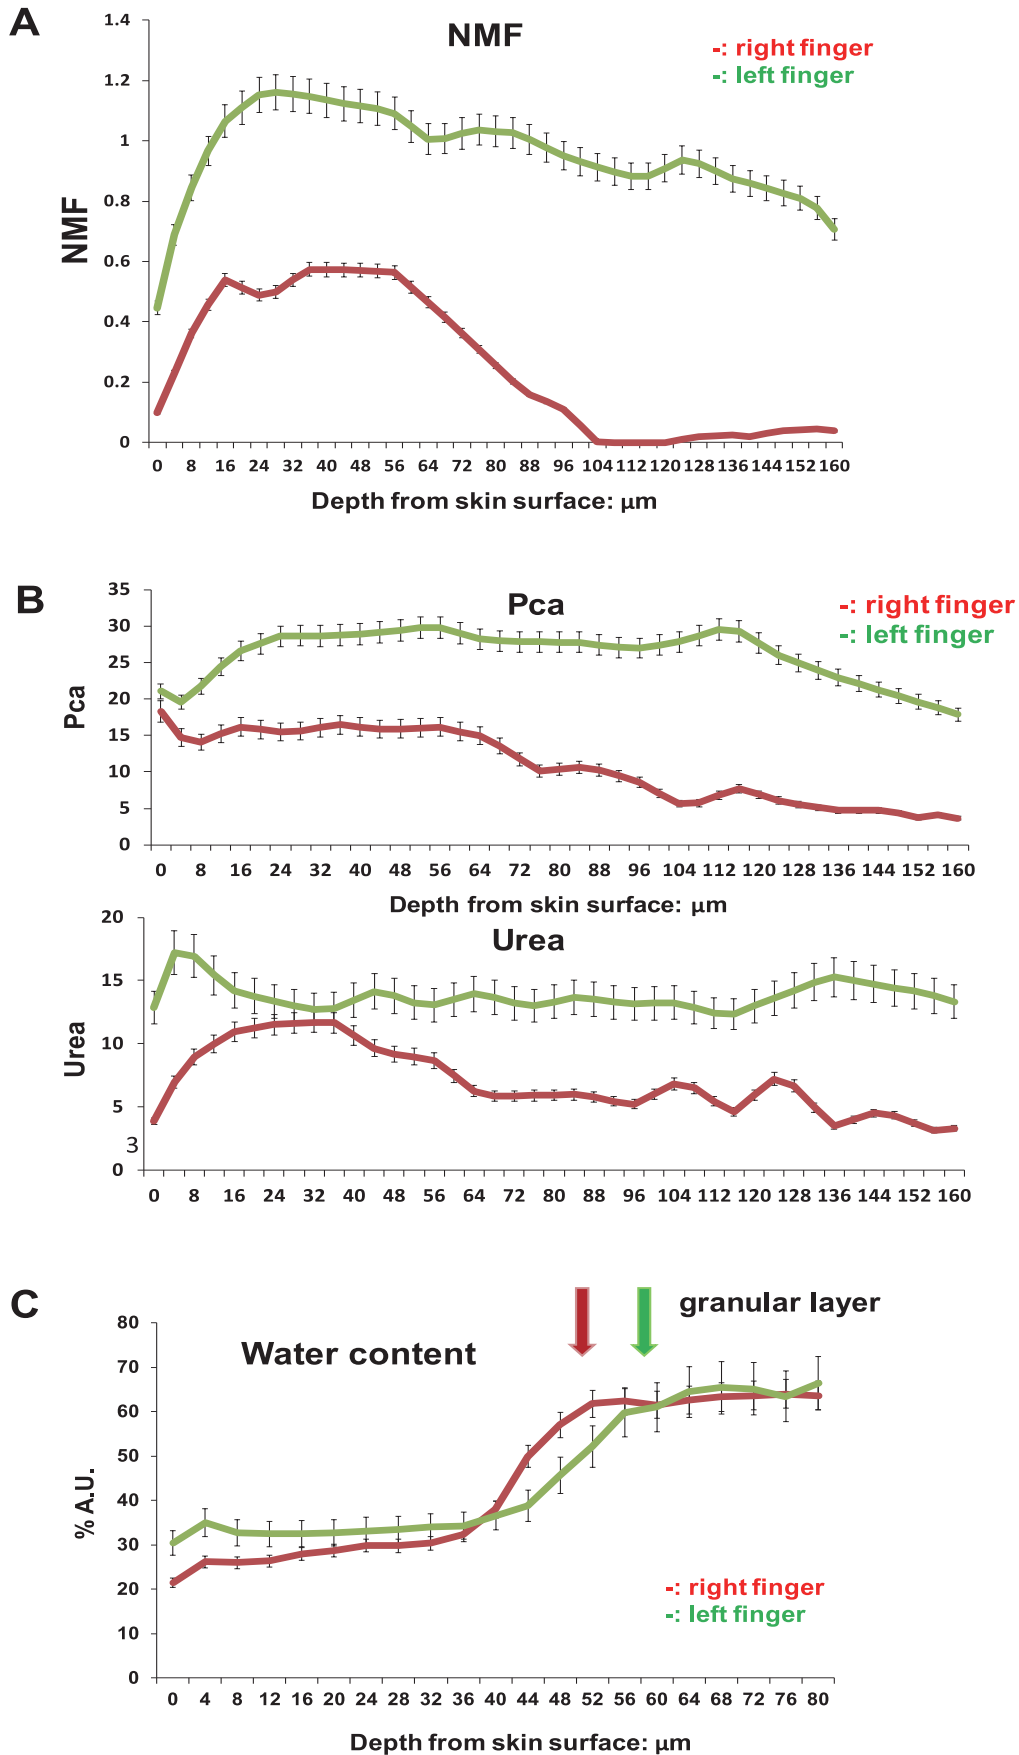 A
NMF
-: right finger
-: left finger
1.4
1.2
1
0.8
0.6
0.4
0.2
0
NMF
0 8 16 24 32 40 48 56 64 72 80 88 96 104 112 120 128 136 144 152 160
Depth from skin surface: µm
B
Pca
-: right finger
-: left finger
35
30
25
20
15
10
5
0
Pca
0 8 16 24 32 40 48 56 64 72 80 88 96 104 112 120 128 136 144 152 160
Depth from skin surface: µm
Urea
20
15
10
5
3
0
Urea
0 8 16 24 32 40 48 56 64 72 80 88 96 104 112 120 128 136 144 152 160
C
granular layer
Water content
80
70
60
50
40
30
20
10
0
% A.U.
-: right finger
-: left finger
0 4 8 12 16 20 24 28 32 36 40 44 48 52 56 60 64 68 72 76 80
Depth from skin surface: µm